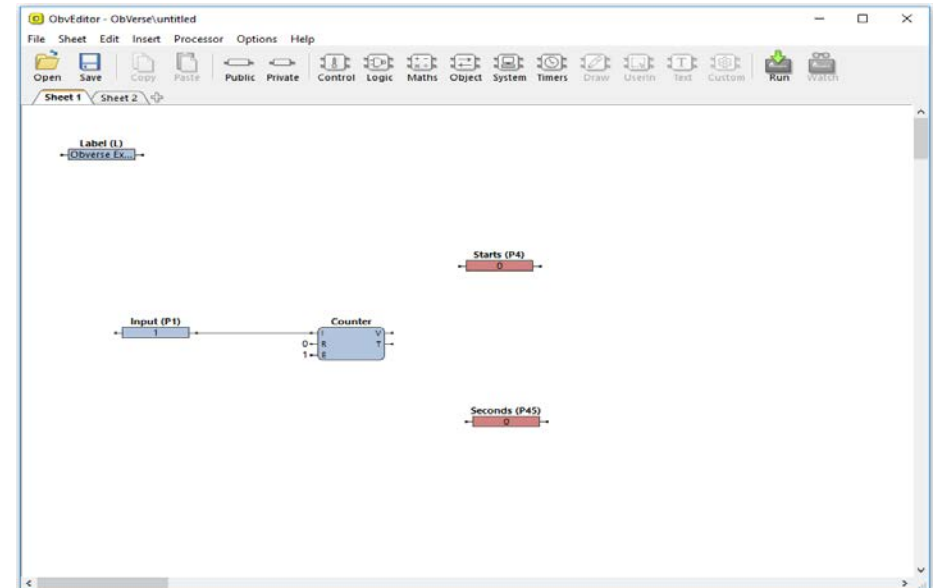 ObvEditor - ObVerse\untitled
File Sheet Edit Insert Processor Options Help
Open Save Copy Paste Public Private Control Logic Maths Object System Timers Draw UserIn Text Custom Run Watch
Sheet 1 Sheet 2
Label (L)
Obverse Ex...
Starts (P4)
0
Input (P1)
1
Counter
I V
0 R T
1 E
Seconds (P45)
0